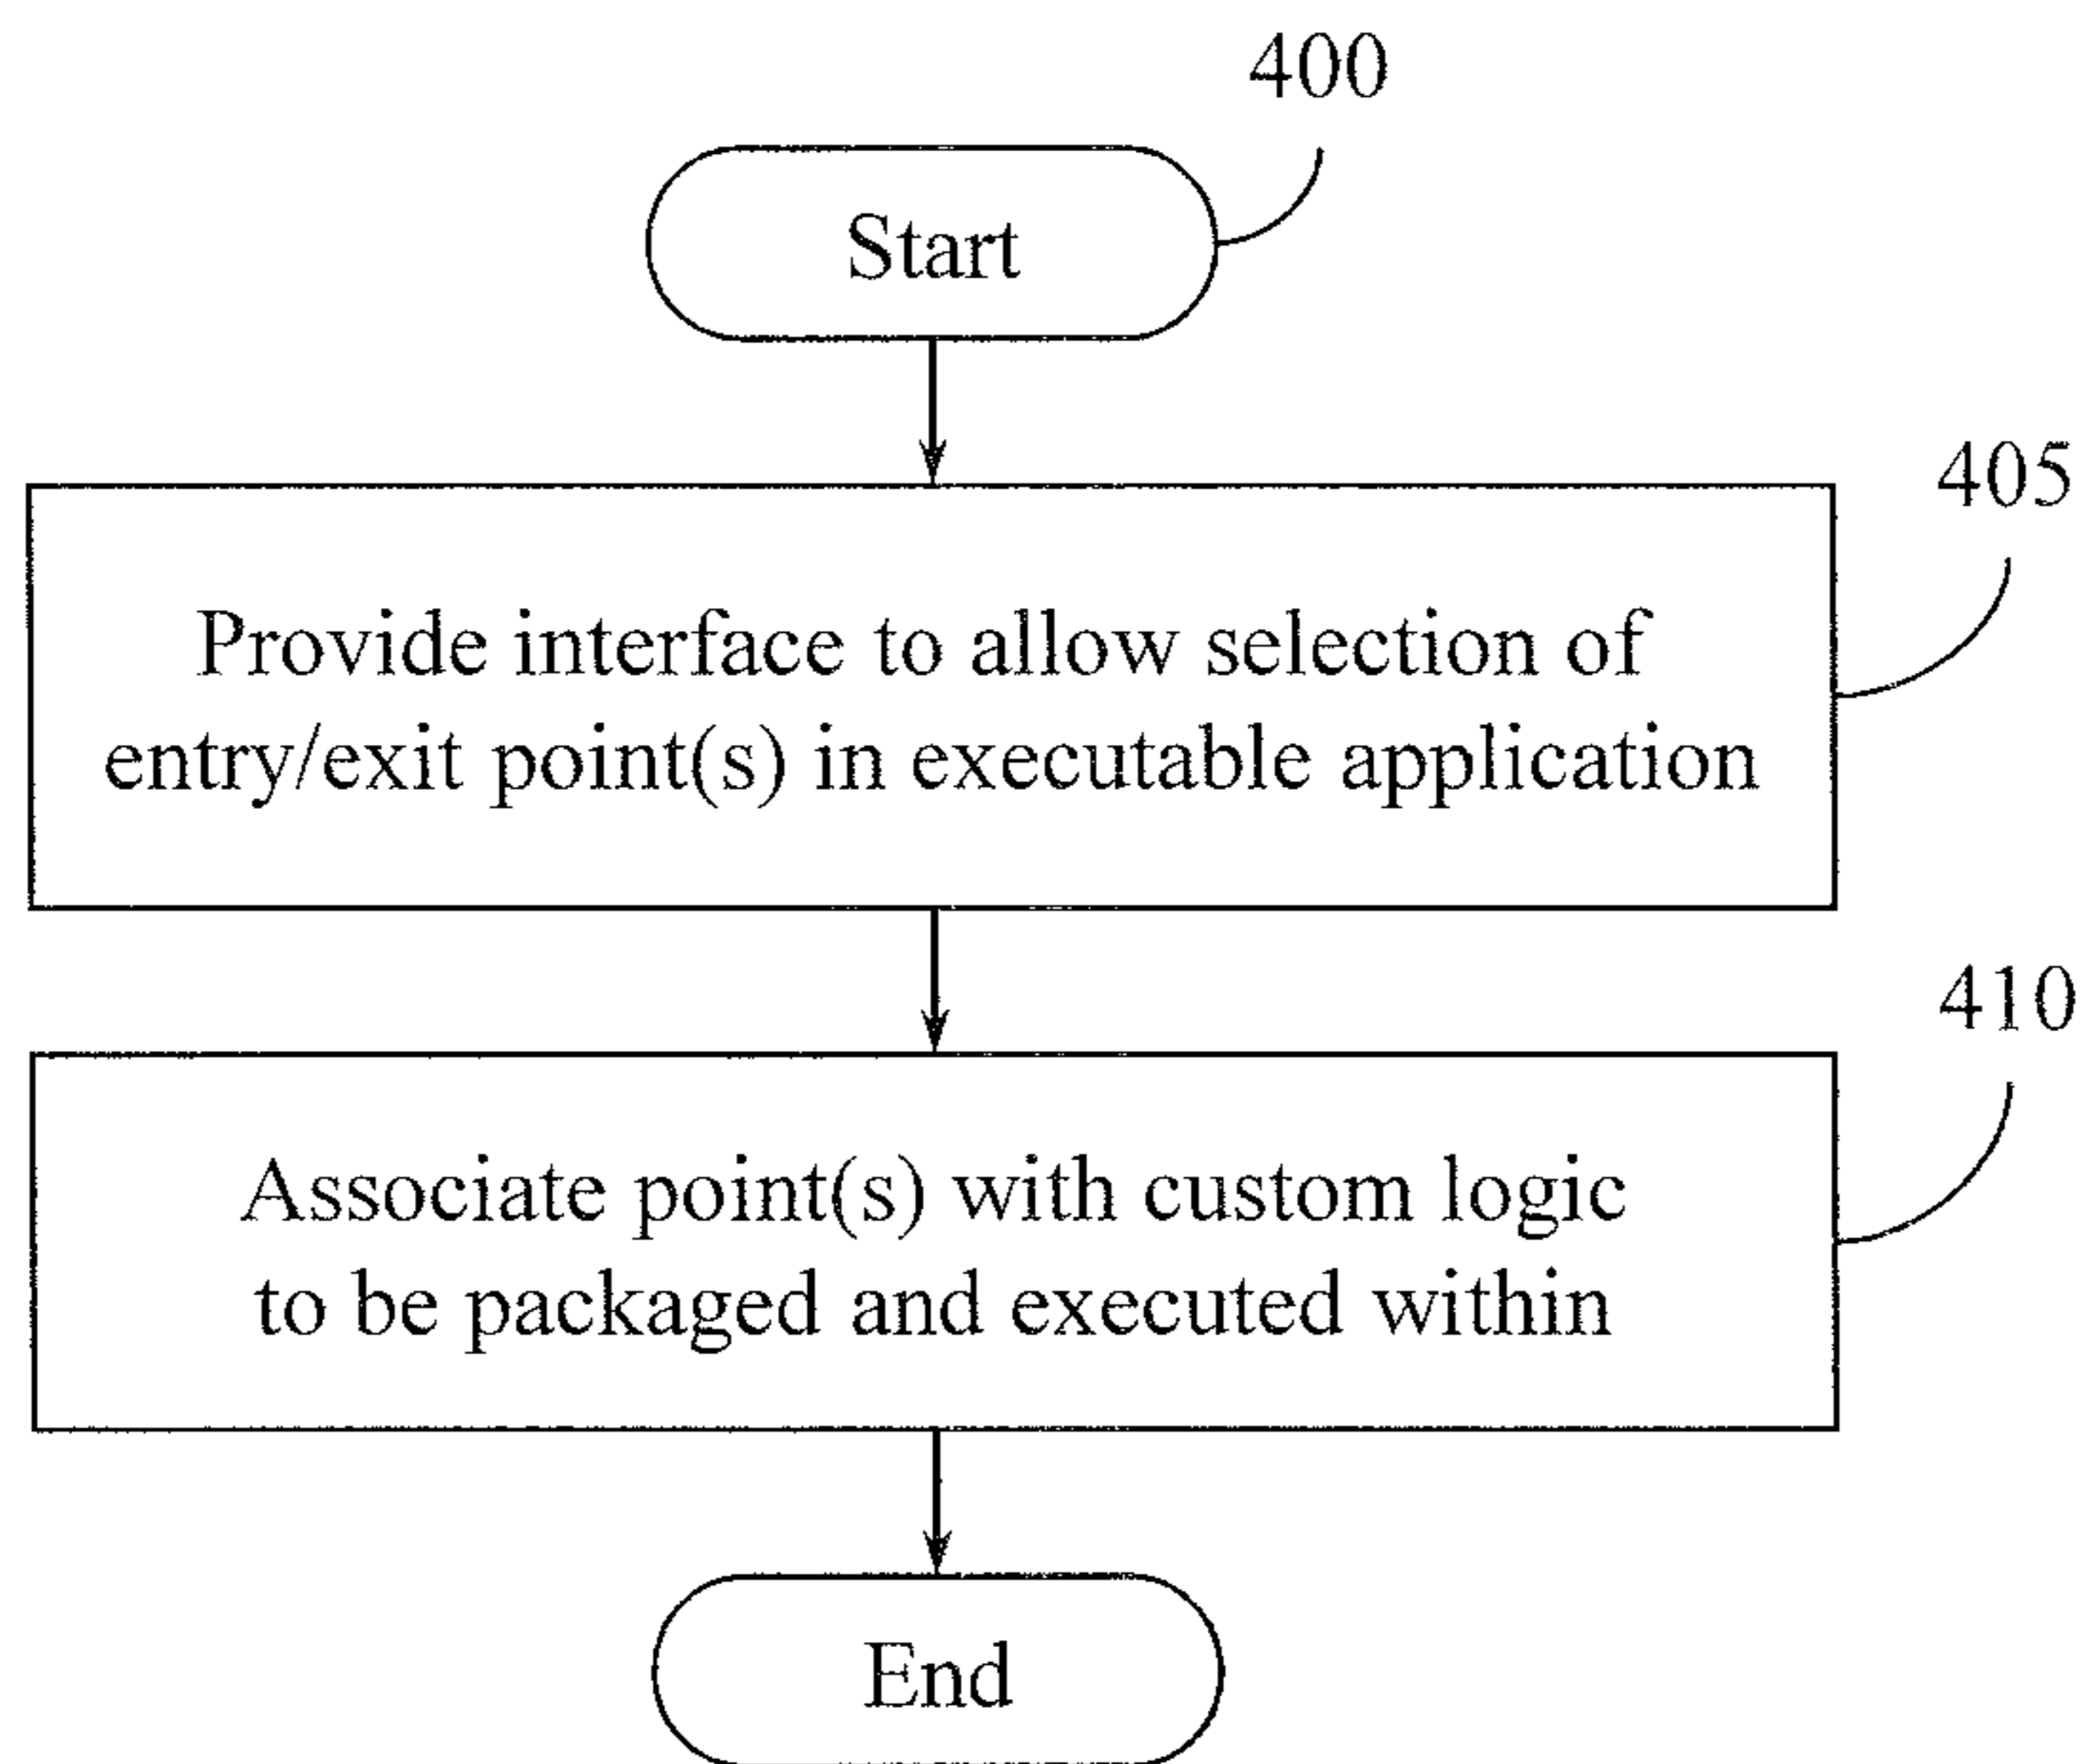 400
Start
405
Provide interface to allow selection of
entry/exit point(s) in executable application
410
Associate point(s) with custom logic
to be packaged and executed within
End